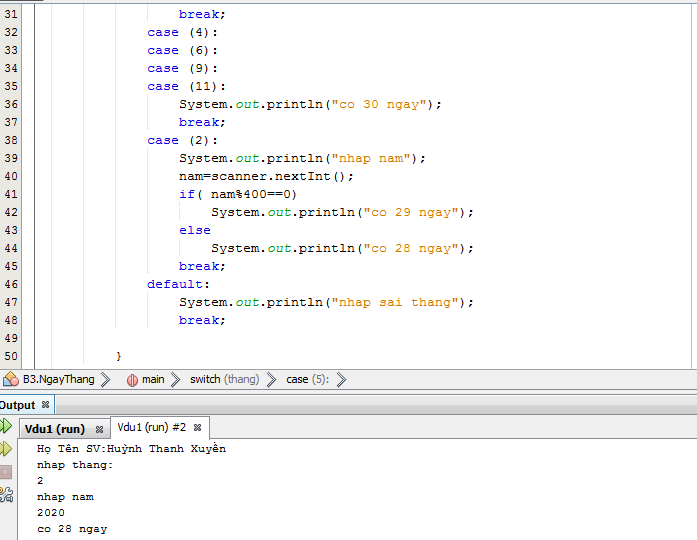 31 break;
32 case (4):
33 case (6):
34 case (9):
35 case (11):
36 System.out.println("co 30 ngay");
37 break;
38 case (2):
39 System.out.println("nhap nam");
40 nam=scanner.nextInt();
41 if( nam%400==0)
42 System.out.println("co 29 ngay");
43 else
44 System.out.println("co 28 ngay");
45 break;
46 default:
47 System.out.println("nhap sai thang");
48 break;
49
50 }
B3.NgayThang main switch (thang) case (5):
Output
Vdu1 (run) Vdu1 (run) #2
Họ Tên SV:Huỳnh Thanh Xuyền
nhap thang:
2
nhap nam
2020
co 28 ngay